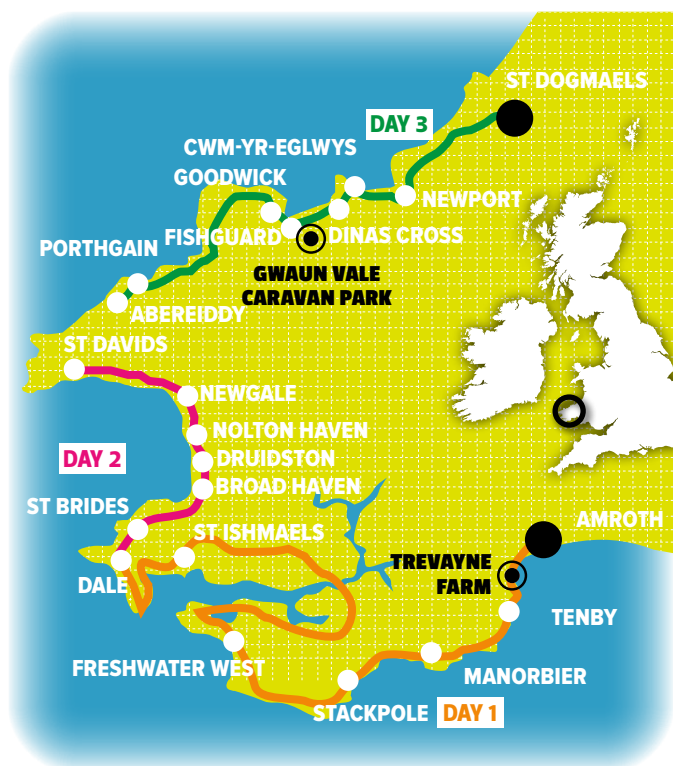 ST DOGMAELS
DAY 3
CWM-YR-EGLWYS
GOODWICK
NEWPORT
FISHGUARD
DINAS CROSS
PORTHGAIN
GWAUN VALE
CARAVAN PARK
ABEREIDDY
ST DAVIDS
NEWGALE
NOLTON HAVEN
DAY 2
DRUIDSTON
BROAD HAVEN
ST BRIDES
ST ISHMAELS
AMROTH
TREVAYNE
FARM
DALE
TENBY
FRESHWATER WEST
MANORBIER
STACKPOLE
DAY 1